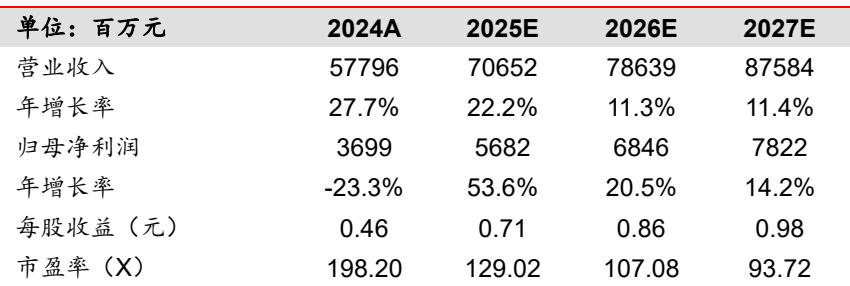 单位：百万元 2024A 2025E 2026E 2027E
营业收入 57796 70652 78639 87584
年增长率 27.7% 22.2% 11.3% 11.4%
归母净利润 3699 5682 6846 7822
年增长率 -23.3% 53.6% 20.5% 14.2%
每股收益（元） 0.46 0.71 0.86 0.98
市盈率（X） 198.20 129.02 107.08 93.72